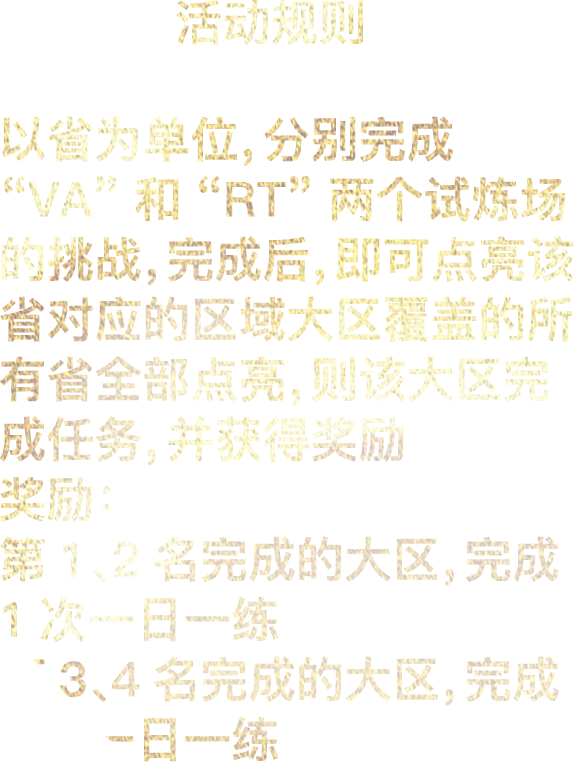 活动规则
以省为单位，分别完成
“VA”和“RT”两个试炼场
的挑战，完成后，即可点亮该
省对应的区域大区覆盖的所
有省全部点亮，则该大区完
成任务，并获得奖励
奖励：
第 1、2 名完成的大区，完成
1 次一日一练
3、4 名完成的大区，完成
一日一练